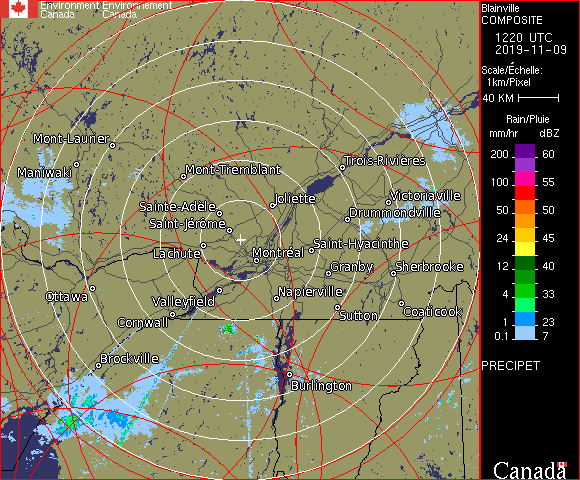 Environment Environnement
Canada Canada
Blainville
COMPOSITE
1220 UTC
2019-11-09
Scale/Échelle:
1km/Pixel
40 KM
Rain/Pluie
mm/hr dBZ
200 60
100 55
50 50
24 45
12 40
4 33
1 23
0.1 7
PRECIPET
Canada
Mont-Laurier
Maniwaki
Mont-Tremblant
Trois-Rivières
Joliette
Victoriaville
Sainte-Adèle
Drummondville
Saint-Jérôme
Saint-Hyacinthe
Lachute
Montréal
Granby
Sherbrooke
Ottawa
Valleyfield
Napierville
Coaticook
Cornwall
Sutton
Brockville
Burlington